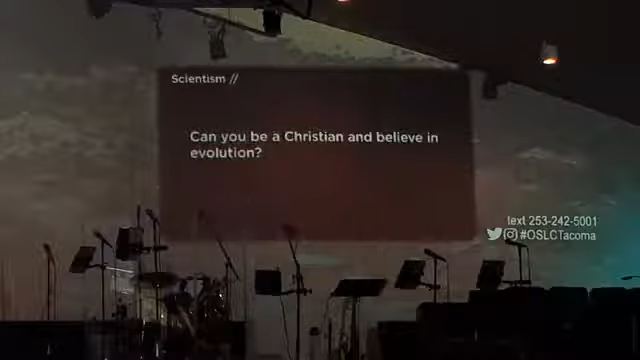 Scientism //
Can you be a Christian and believe in
evolution?
text 253-242-5001
#OSLCTacoma